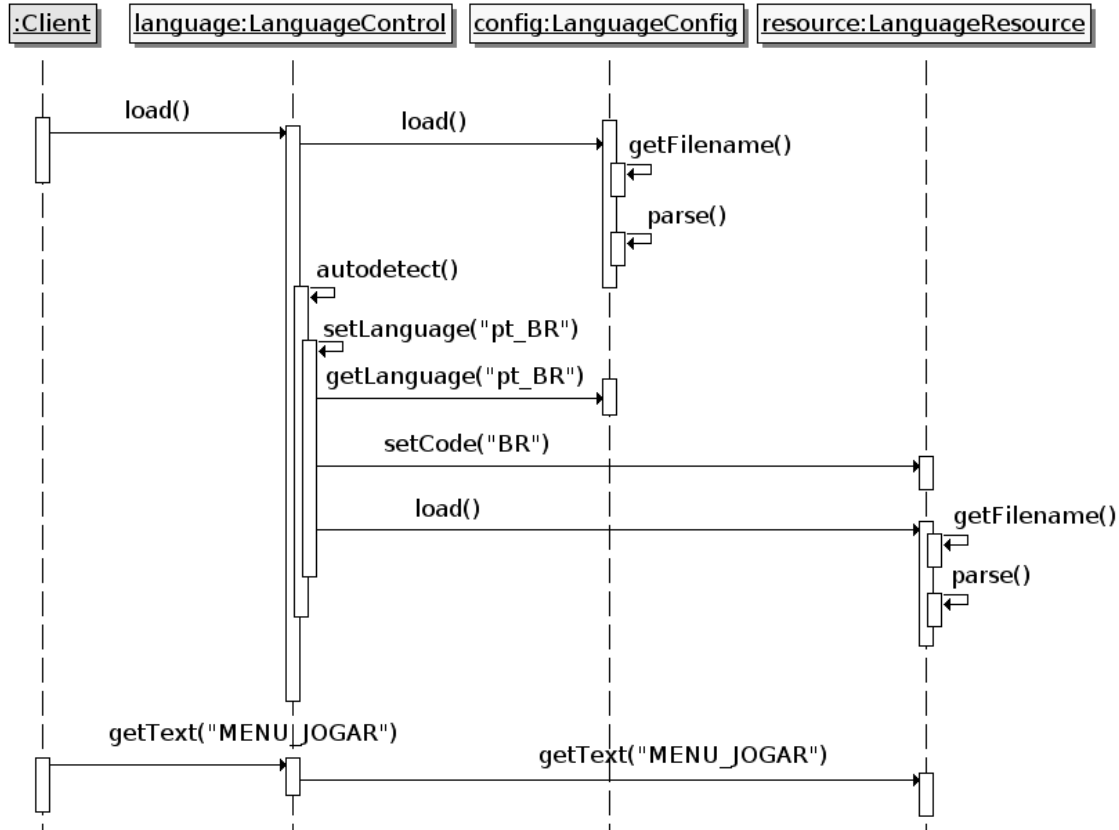 :Client
language:LanguageControl
config:LanguageConfig
resource:LanguageResource
load()
load()
getFilename()
parse()
autodetect()
setLanguage("pt_BR")
getLanguage("pt_BR")
setCode("BR")
load()
getFilename()
parse()
getText("MENU_JOGAR")
getText("MENU_JOGAR")